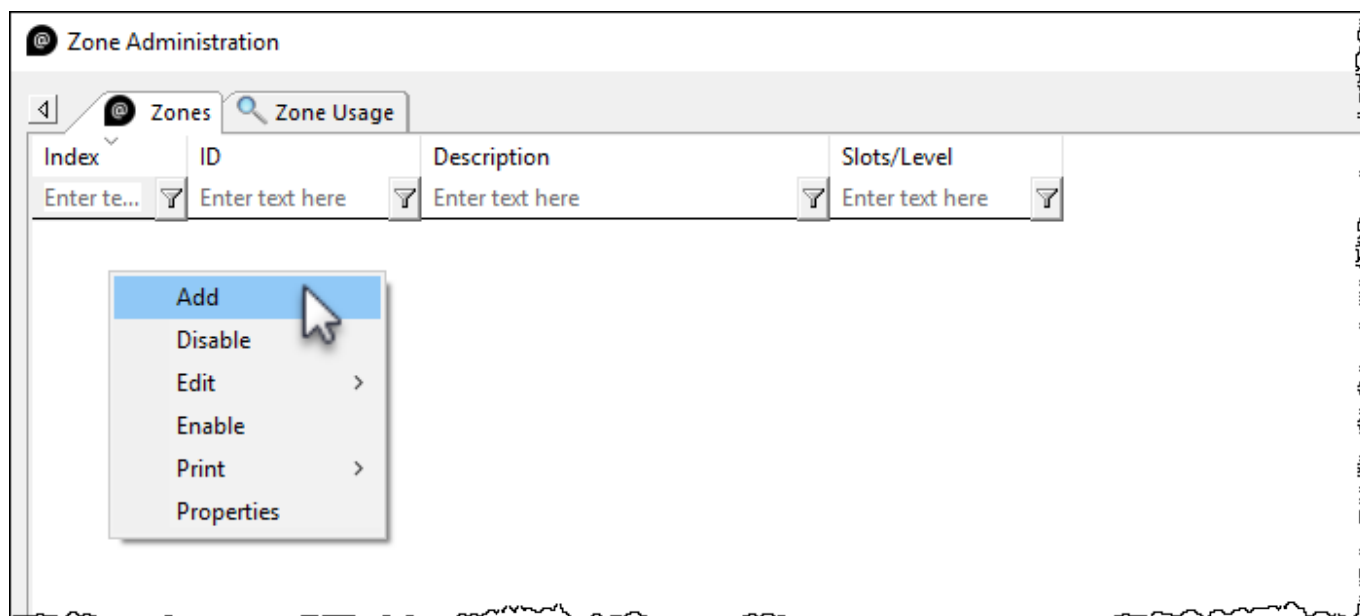 Zone Administration
Zones Zone Usage
Index ID Description Slots/Level
Enter te... Enter text here Enter text here Enter text here
Add
Disable
Edit
Enable
Print
Properties